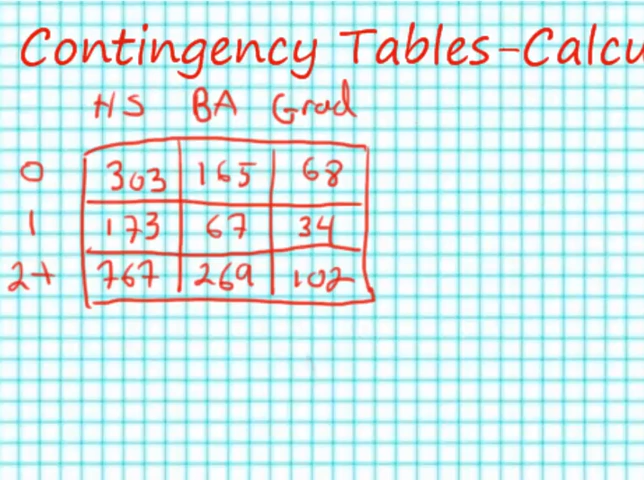 Contingency Tables-Calcu
HS BA Grad
0 303 165 68
1 173 67 34
2+ 767 269 102